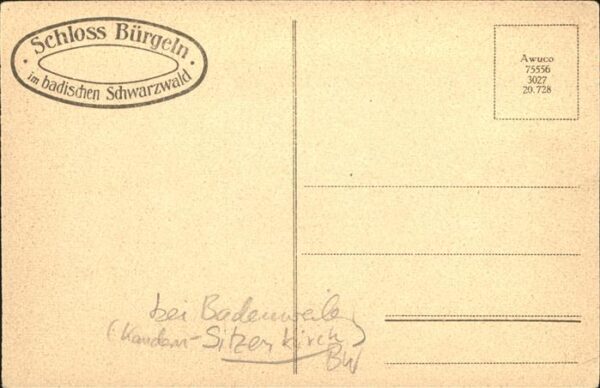 · Schloss Bürgeln ·
im badischen Schwarzwald
Awuco
75556
3027
20.728
bei Badenweiler
(Kandern-Sitzenkirch)
BW